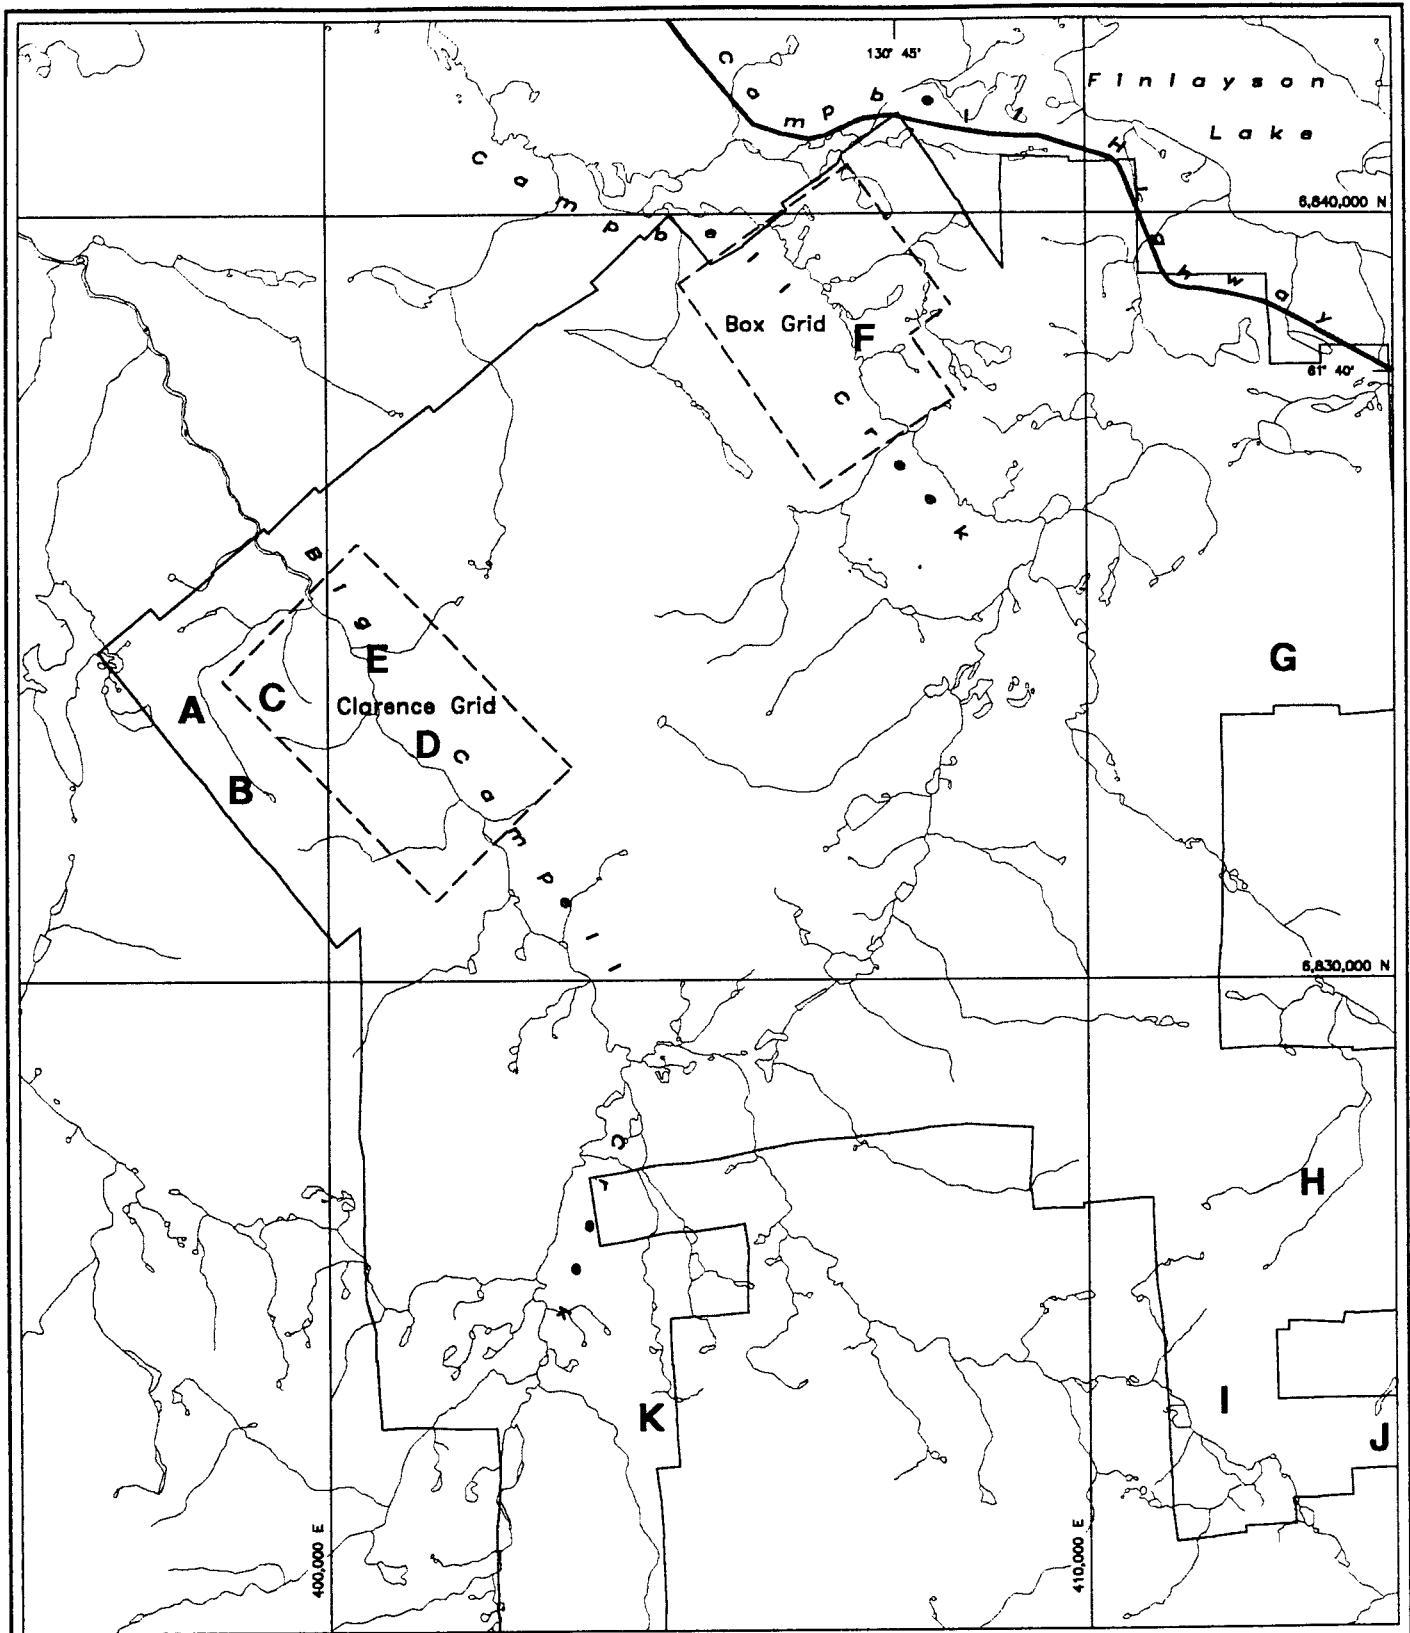 130° 45'
Campbell Highway
Finlayson
Lake
Campbell Creek
6,840,000 N
Box Grid
F
61° 40'
Big Campbell Creek
E
G
A
C
Clarence Grid
D
B
6,830,000 N
H
I
K
J
400,000 E
410,000 E